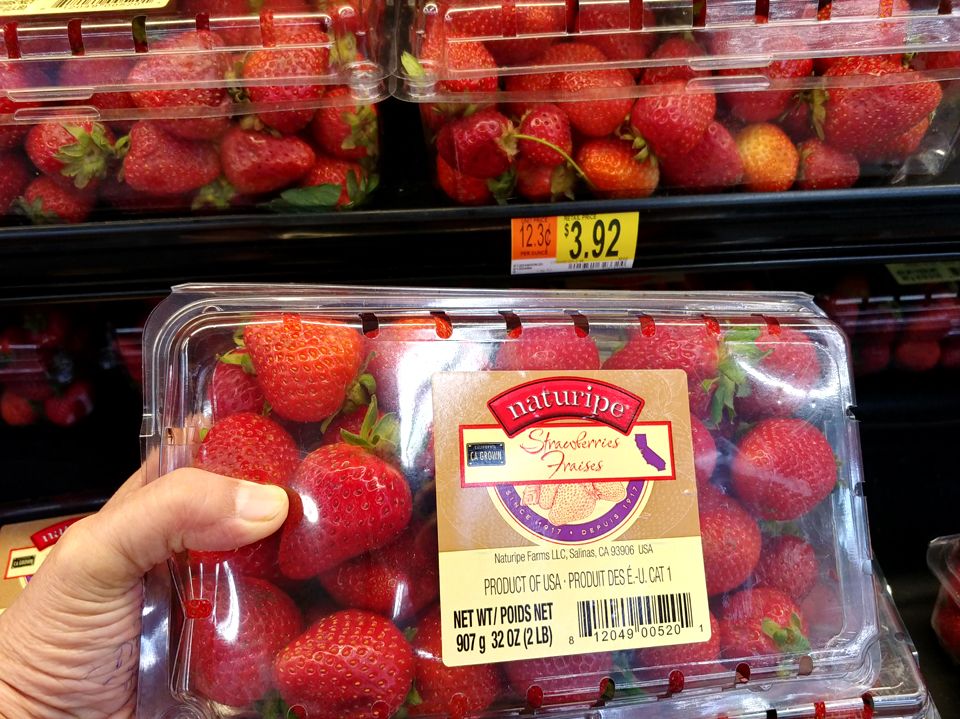 12.3¢
PER OUNCE
$3.92
naturipe
CALIFORNIA
CA GROWN
Strawberries
Fraises
SINCE 1917 • DEPUIS 1917
Naturipe Farms LLC, Salinas, CA 93906 USA
PRODUCT OF USA · PRODUIT DES É.-U. CAT 1
NET WT/ POIDS NET
907 g 32 OZ (2 LB)
8 12049 00520 1